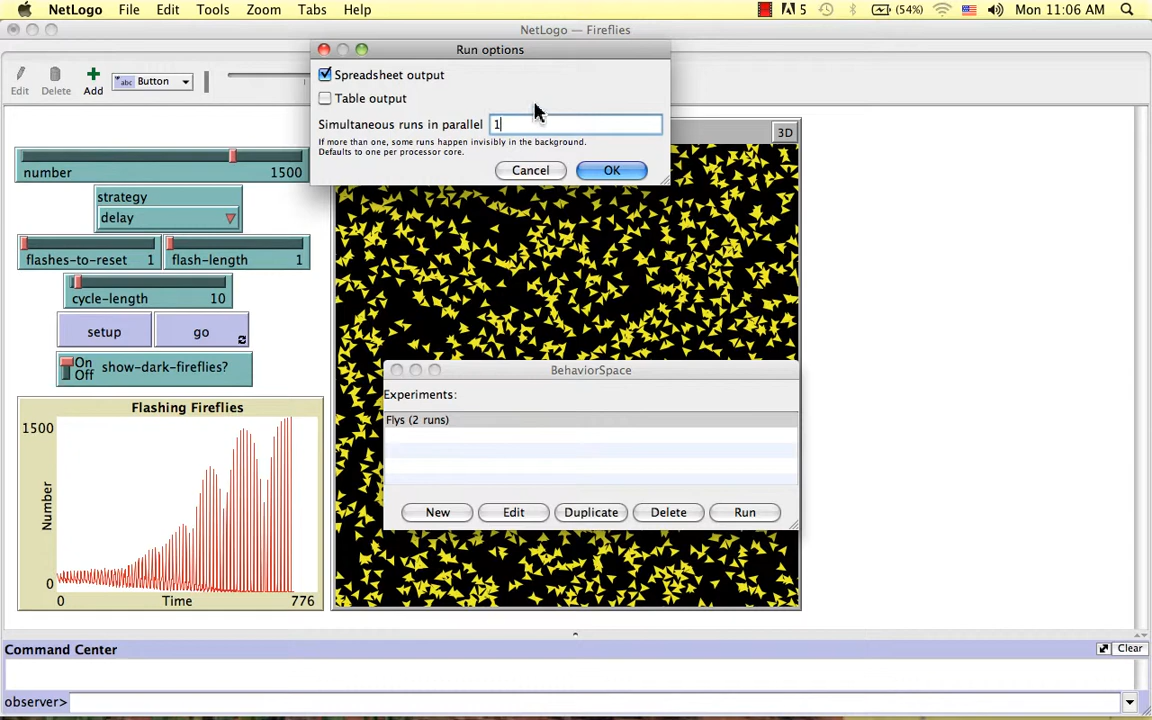 NetLogo File Edit Tools Zoom Tabs Help 5 (54%) Mon 11:06 AM
NetLogo — Fireflies
Run options
Edit Delete Add abc Button
Spreadsheet output
Table output
Simultaneous runs in parallel 1
If more than one, some runs happen invisibly in the background.
Defaults to one per processor core.
Cancel OK
3D
number 1500
strategy
delay
flashes-to-reset 1 flash-length 1
cycle-length 10
setup go
On
Off
show-dark-fireflies?
BehaviorSpace
Experiments:
Flys (2 runs)
New Edit Duplicate Delete Run
Flashing Fireflies
1500
Number
0
0 Time 776
Command Center Clear
observer>